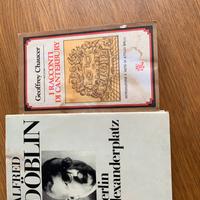 Geoffrey Chaucer
I RACCONTI
DI CANTERBURY
ALFRED
DÖBLIN
Berlin
Alexanderplatz